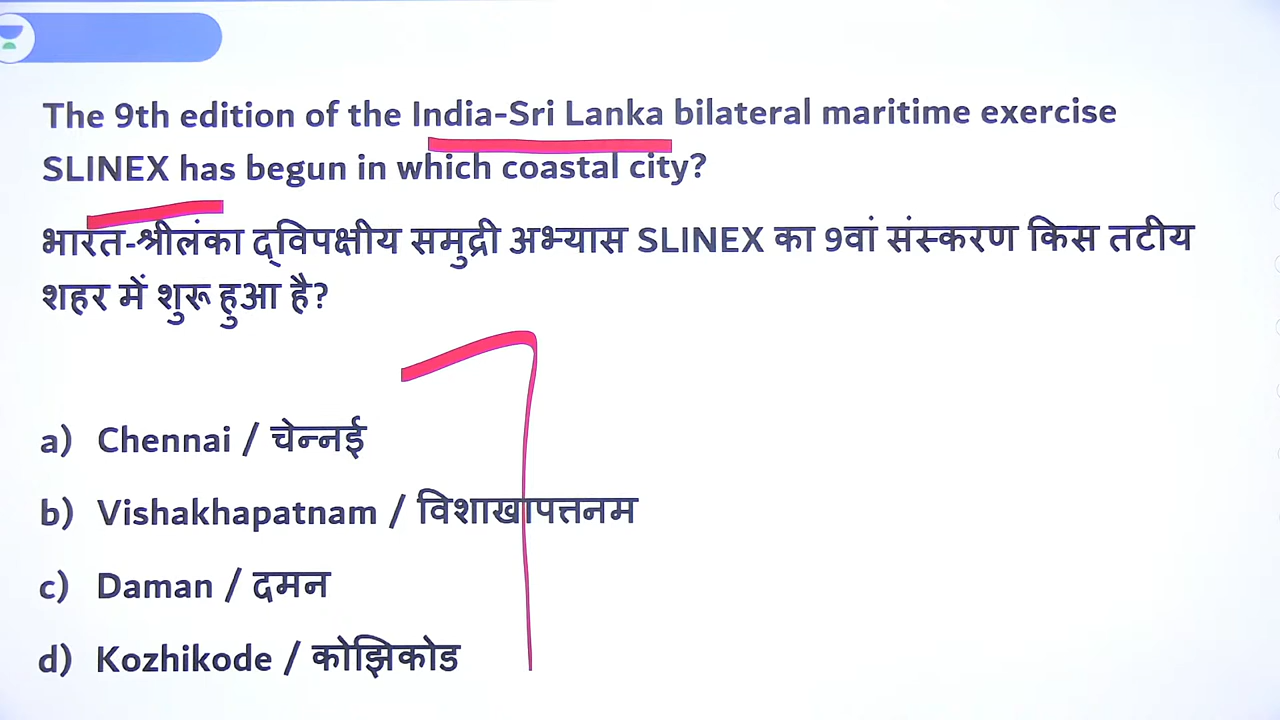 The 9th edition of the India-Sri Lanka bilateral maritime exercise
SLINEX has begun in which coastal city?
भारत-श्रीलंका द्विपक्षीय समुद्री अभ्यास SLINEX का 9वां संस्करण किस तटीय
शहर में शुरू हुआ है?
a) Chennai / चेन्नई
b) Vishakhapatnam / विशाखापत्तनम
c) Daman / दमन
d) Kozhikode / कोझिकोड